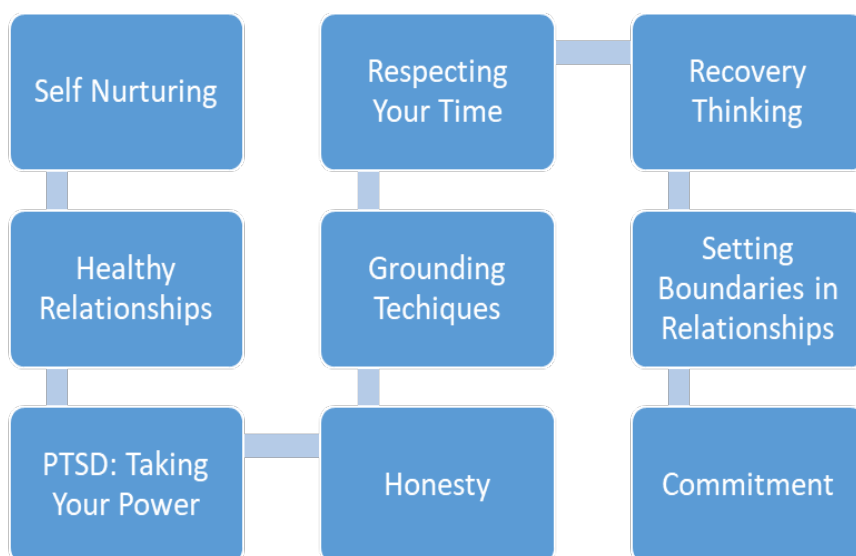 Self Nurturing
Healthy
Relationships
PTSD: Taking
Your Power
Honesty
Grounding
Techiques
Respecting
Your Time
Recovery
Thinking
Setting
Boundaries in
Relationships
Commitment